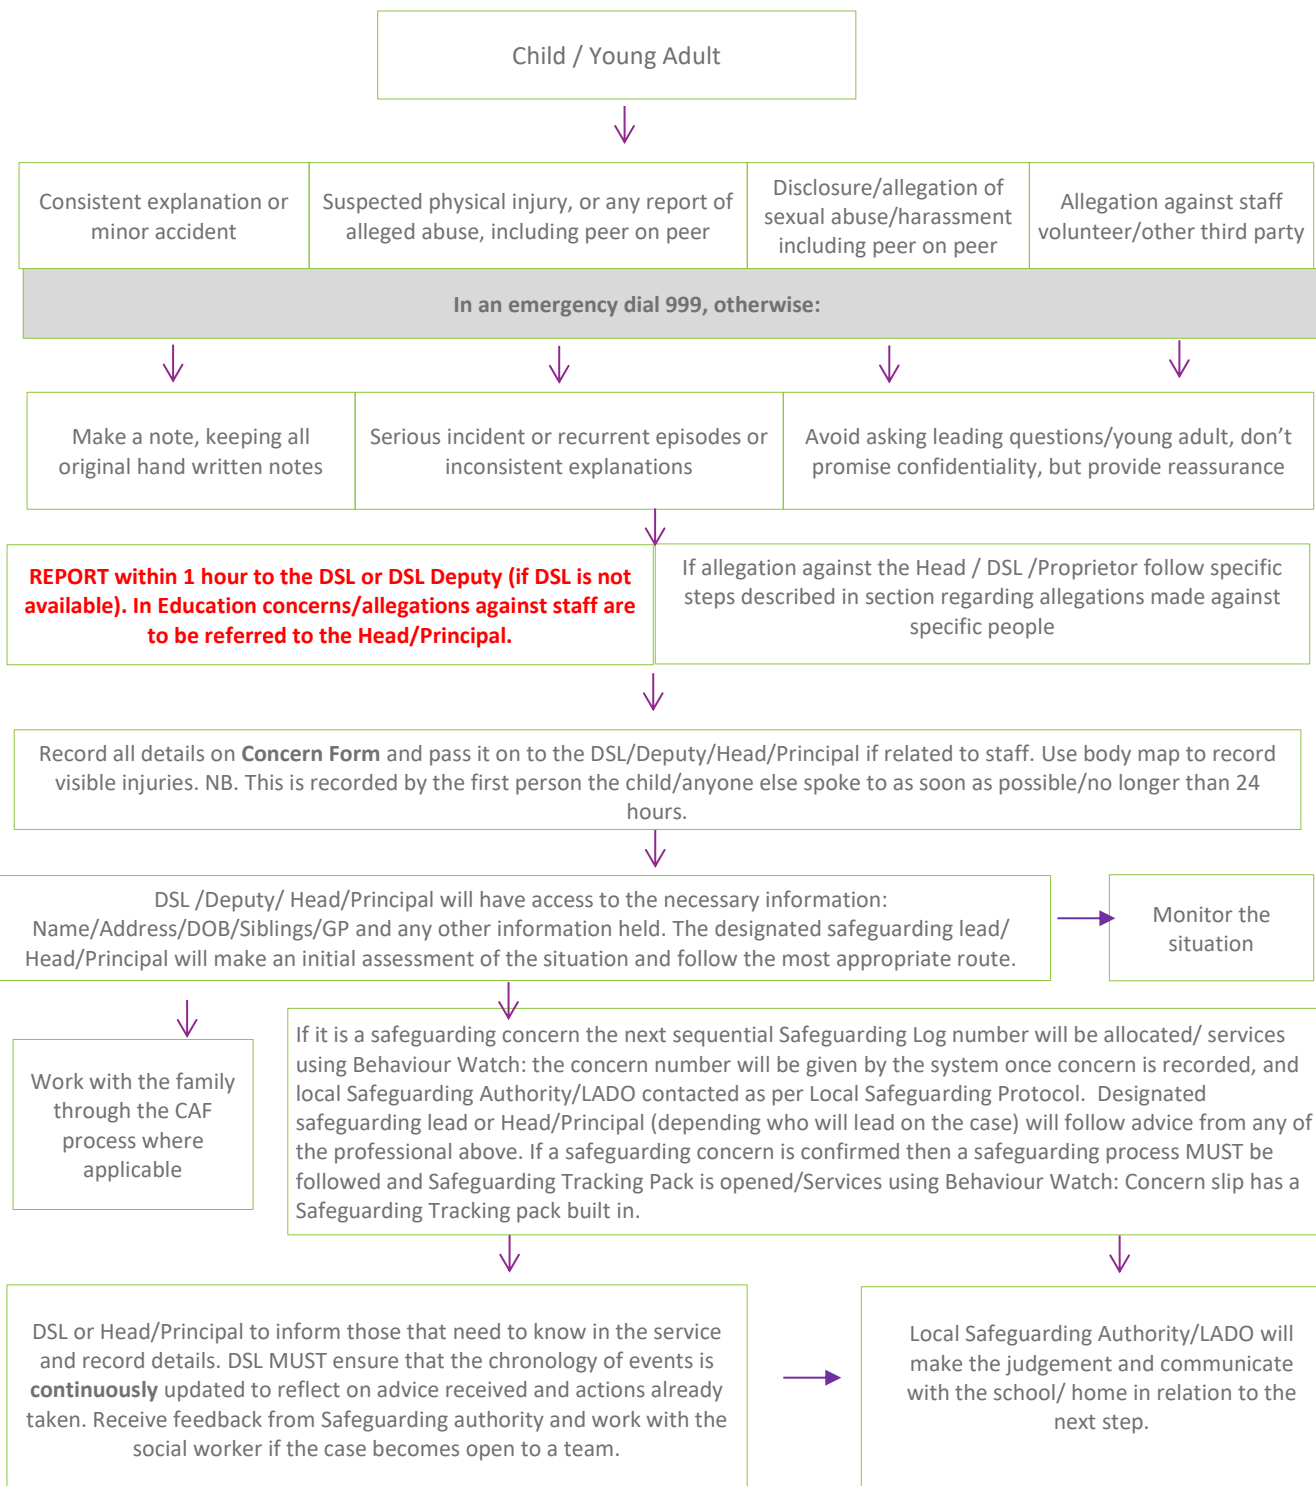 Child / Young Adult
Consistent explanation or
minor accident
Suspected physical injury, or any report of
alleged abuse, including peer on peer
Disclosure/allegation of
sexual abuse/harassment
including peer on peer
Allegation against staff
volunteer/other third party
In an emergency dial 999, otherwise:
Make a note, keeping all
original hand written notes
Serious incident or recurrent episodes or
inconsistent explanations
Avoid asking leading questions/young adult, don’t
promise confidentiality, but provide reassurance
REPORT within 1 hour to the DSL or DSL Deputy (if DSL is not
available). In Education concerns/allegations against staff are
to be referred to the Head/Principal.
If allegation against the Head / DSL /Proprietor follow specific
steps described in section regarding allegations made against
specific people
Record all details on Concern Form and pass it on to the DSL/Deputy/Head/Principal if related to staff. Use body map to record
visible injuries. NB. This is recorded by the first person the child/anyone else spoke to as soon as possible/no longer than 24
hours.
DSL /Deputy/ Head/Principal will have access to the necessary information:
Name/Address/DOB/Siblings/GP and any other information held. The designated safeguarding lead/
Head/Principal will make an initial assessment of the situation and follow the most appropriate route.
Monitor the
situation
Work with the family
through the CAF
process where
applicable
If it is a safeguarding concern the next sequential Safeguarding Log number will be allocated/ services
using Behaviour Watch: the concern number will be given by the system once concern is recorded, and
local Safeguarding Authority/LADO contacted as per Local Safeguarding Protocol.  Designated
safeguarding lead or Head/Principal (depending who will lead on the case) will follow advice from any of
the professional above. If a safeguarding concern is confirmed then a safeguarding process MUST be
followed and Safeguarding Tracking Pack is opened/Services using Behaviour Watch: Concern slip has a
Safeguarding Tracking pack built in.
DSL or Head/Principal to inform those that need to know in the service
and record details. DSL MUST ensure that the chronology of events is
continuously updated to reflect on advice received and actions already
taken. Receive feedback from Safeguarding authority and work with the
social worker if the case becomes open to a team.
Local Safeguarding Authority/LADO will
make the judgement and communicate
with the school/ home in relation to the
next step.